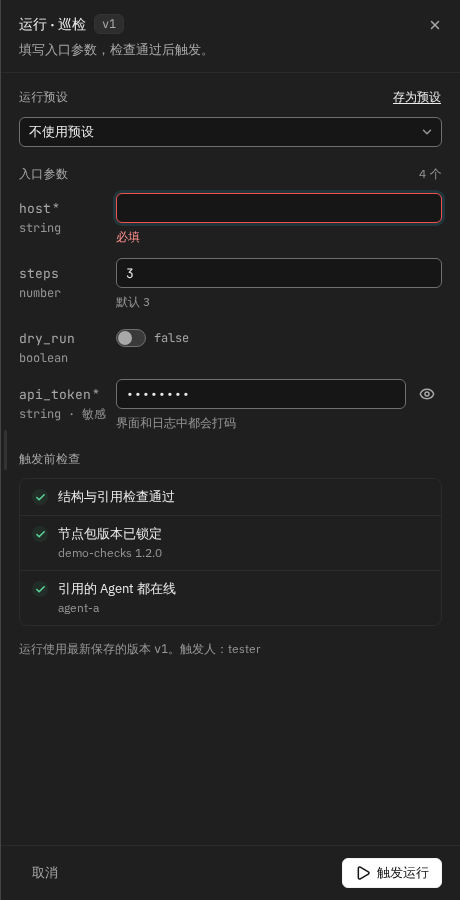 运行 · 巡检 v1
填写入口参数，检查通过后触发。
运行预设 存为预设
不使用预设
入口参数 4 个
host*
string
必填
steps
number
3
默认 3
dry_run
boolean
false
api_token*
string · 敏感
••••••••
界面和日志中都会打码
触发前检查
结构与引用检查通过
节点包版本已锁定
demo-checks 1.2.0
引用的 Agent 都在线
agent-a
运行使用最新保存的版本 v1。触发人：tester
取消 触发运行